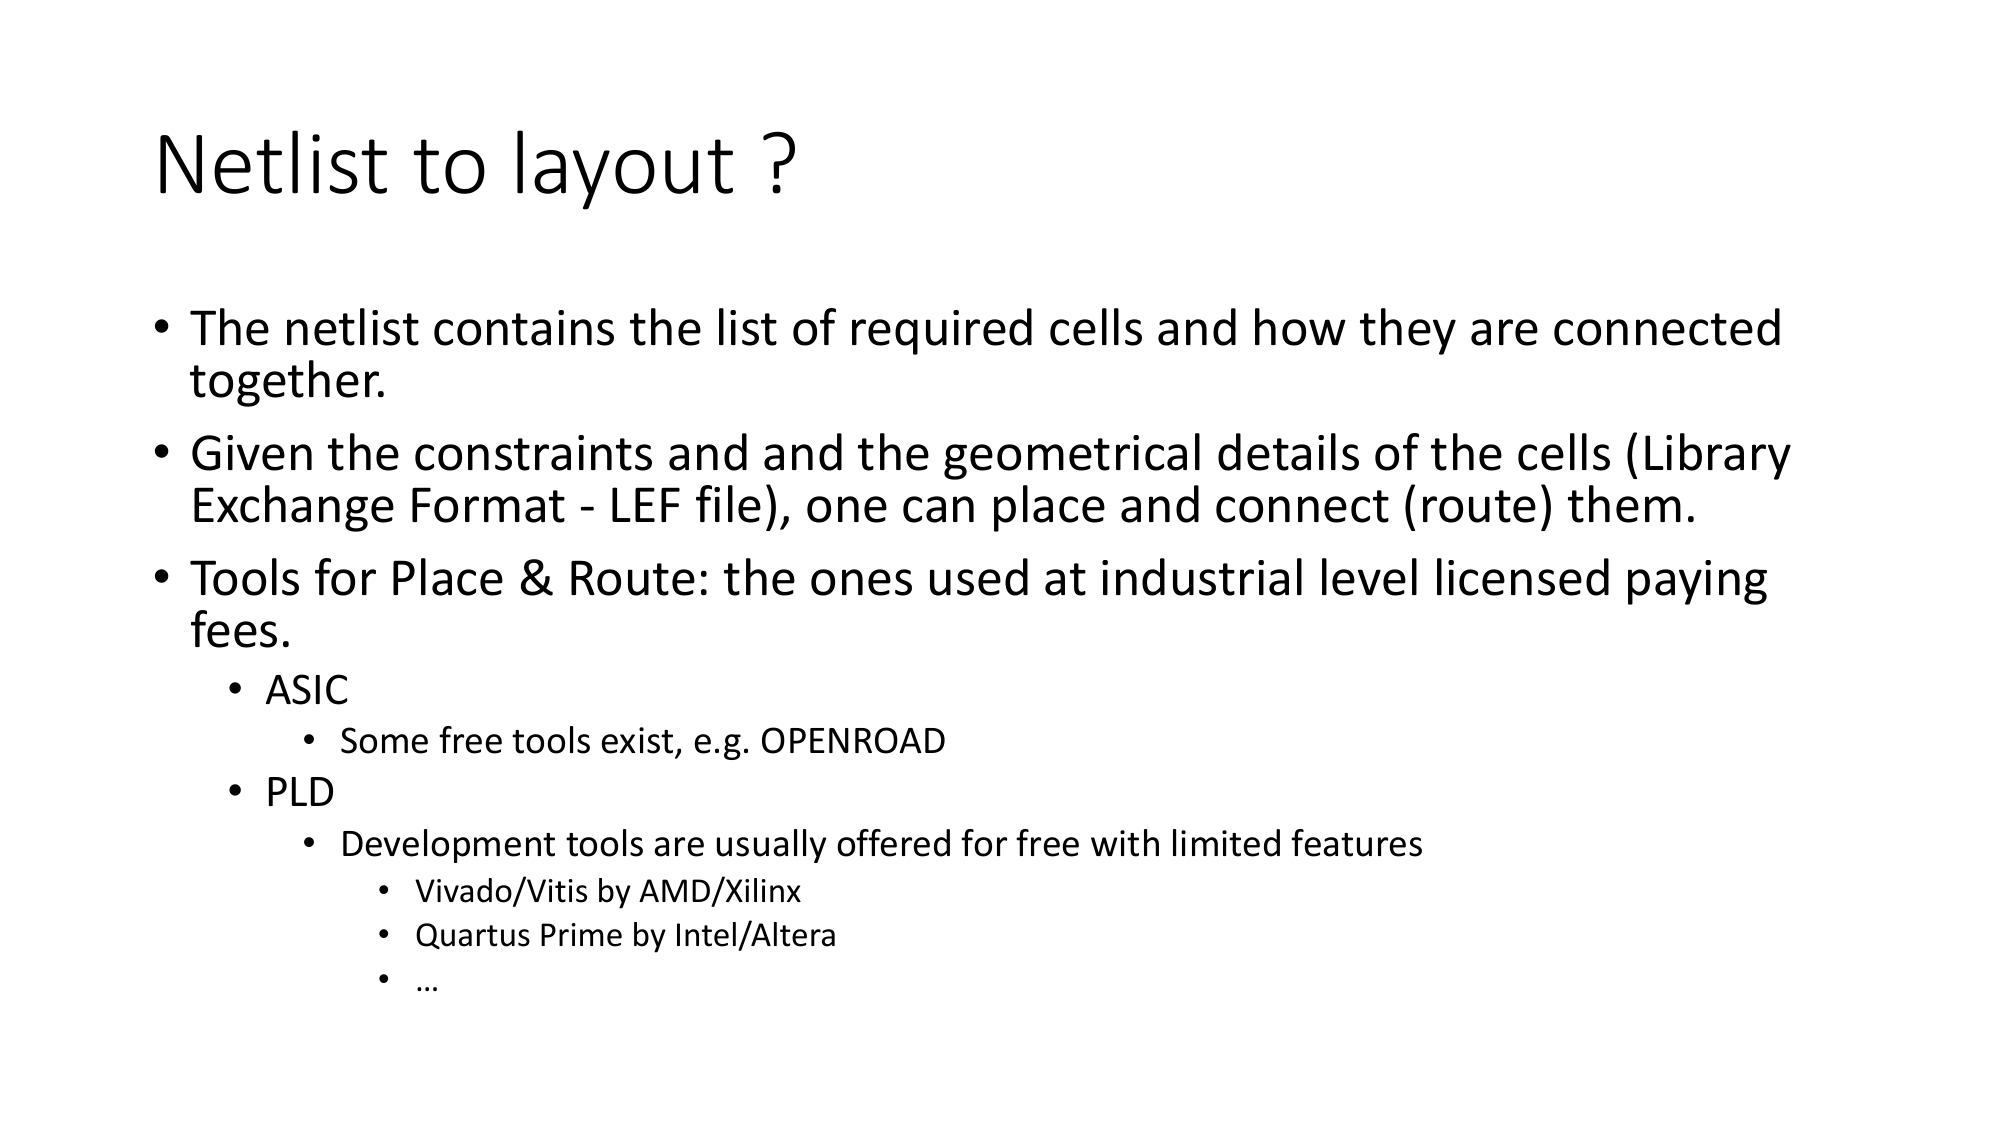 Netlist to layout ?
• The netlist contains the list of required cells and how they are connected
together.
• Given the constraints and and the geometrical details of the cells (Library
Exchange Format - LEF file), one can place and connect (route) them.
• Tools for Place & Route: the ones used at industrial level licensed paying
fees.
• ASIC
• Some free tools exist, e.g. OPENROAD
• PLD
• Development tools are usually offered for free with limited features
• Vivado/Vitis by AMD/Xilinx
• Quartus Prime by Intel/Altera
• …